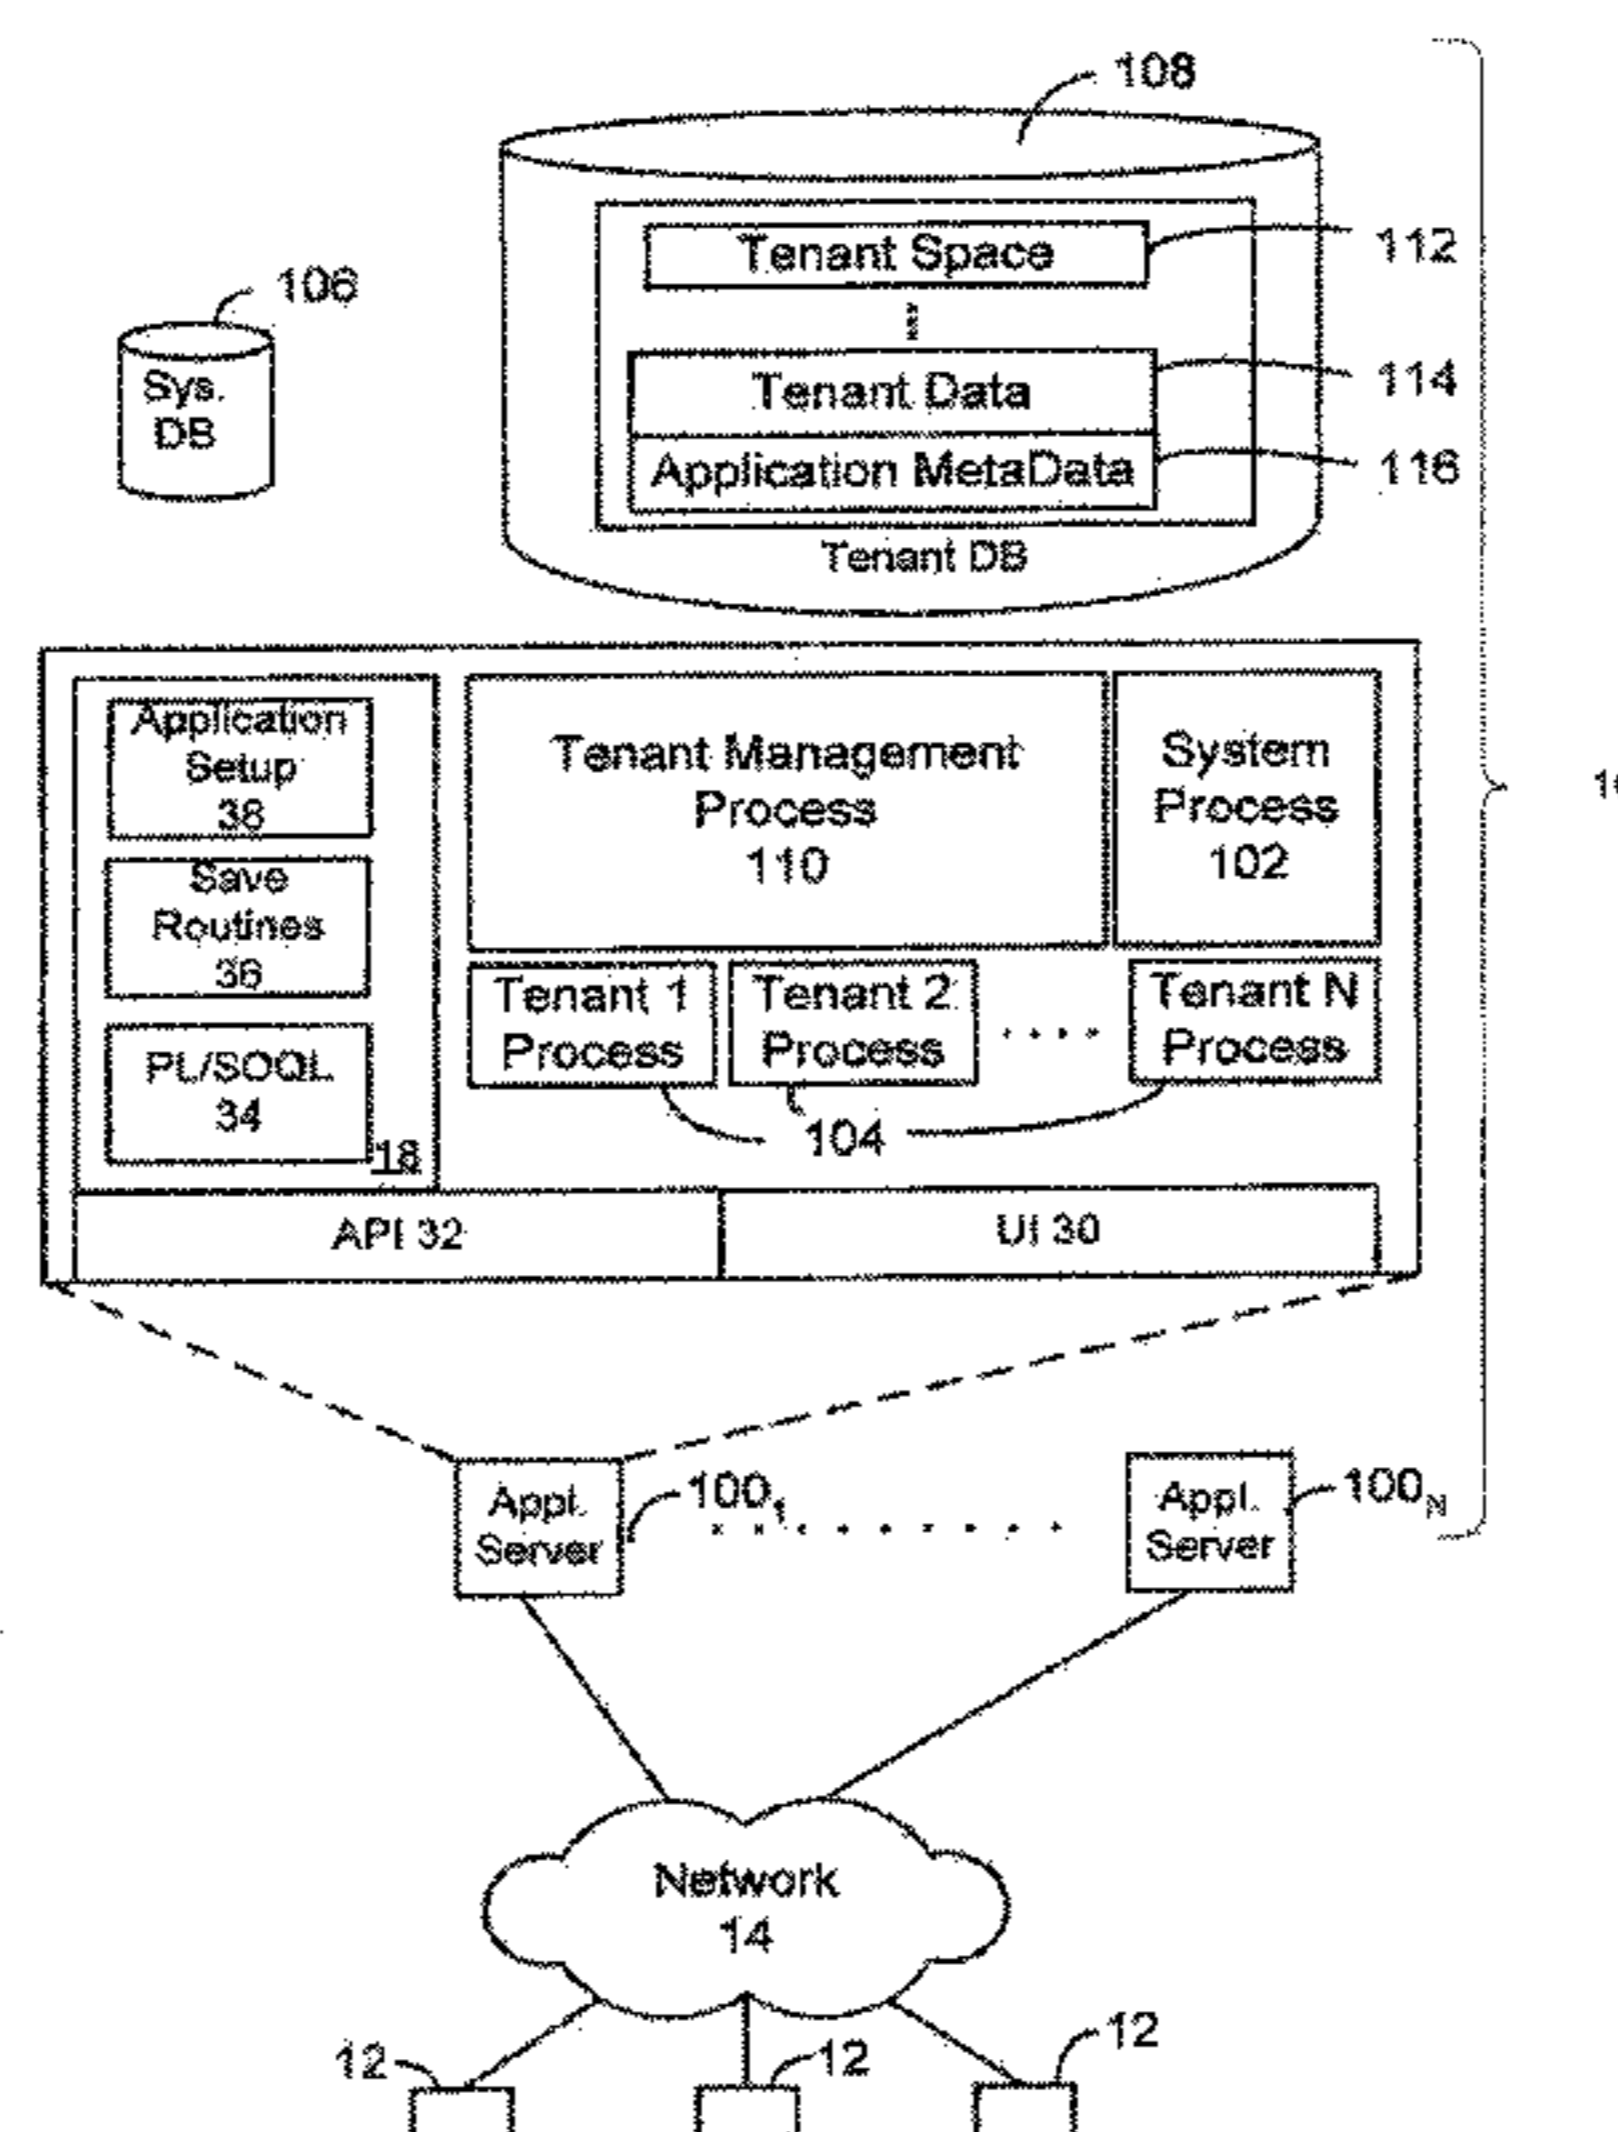 108
Tenant Space
112
106
Sys.
DB
Tenant Data
114
Application MetaData
116
Tenant DB
Application
Setup
38
Tenant Management
Process
110
System
Process
102
Save
Routines
36
Tenant 1
Process
Tenant 2
Process
Tenant N
Process
PL/SOQL
34
104
18
API 32
UI 30
Appl.
Server
100₁
Appl.
Server
100N
Network
14
12
12
12